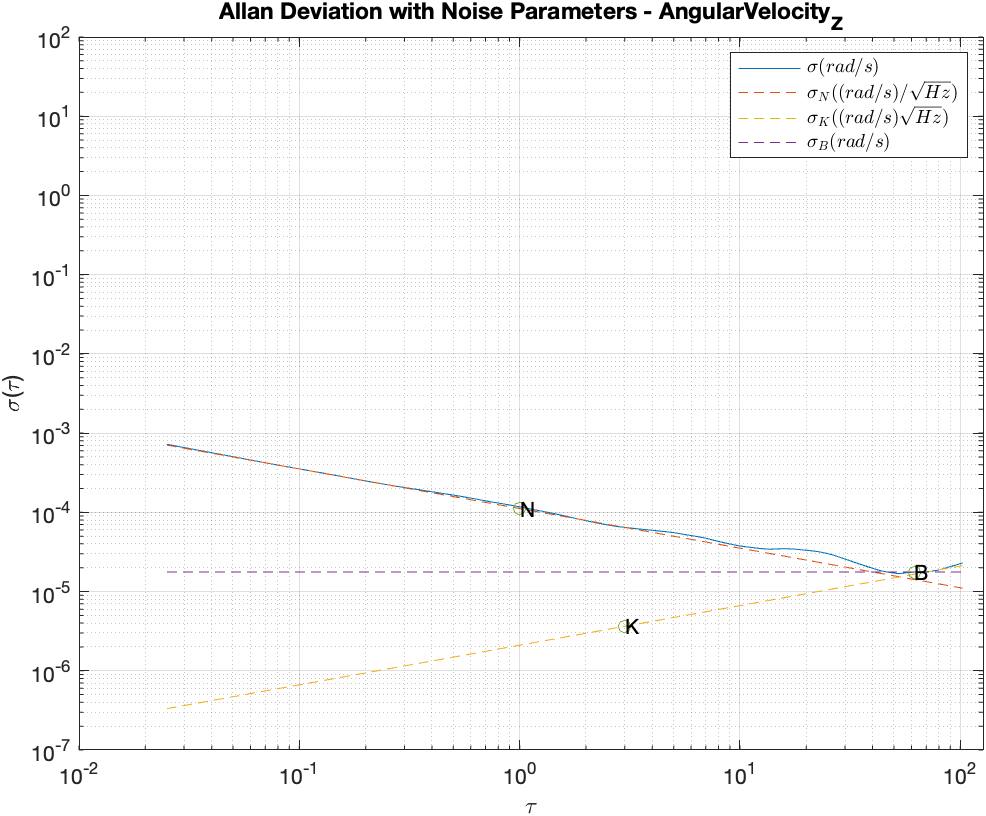 Allan Deviation with Noise Parameters - AngularVelocity_Z
σ(rad/s)
σ_N((rad/s)/√Hz)
σ_K((rad/s)√Hz)
σ_B(rad/s)
10^2
10^1
10^0
10^-1
10^-2
10^-3
10^-4
10^-5
10^-6
10^-7
σ(τ)
N
B
K
10^-2 10^-1 10^0 10^1 10^2
τ